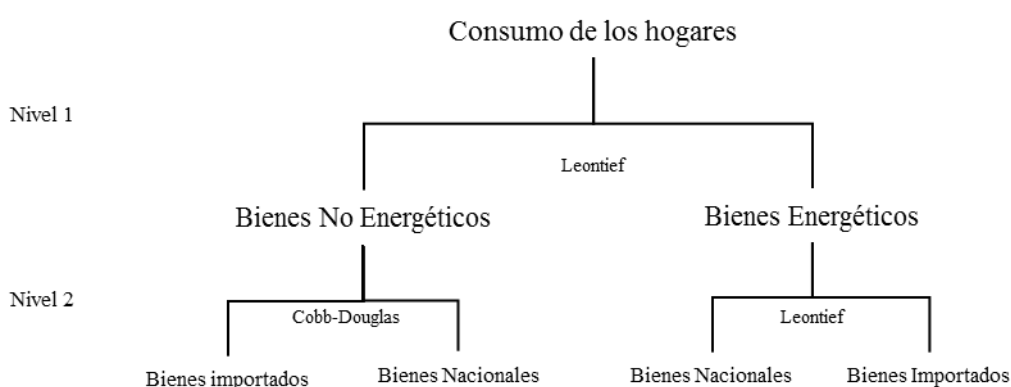 Consumo de los hogares
Nivel 1
Leontief
Bienes No Energéticos
Bienes Energéticos
Nivel 2
Cobb-Douglas
Leontief
Bienes importados
Bienes Nacionales
Bienes Nacionales
Bienes Importados